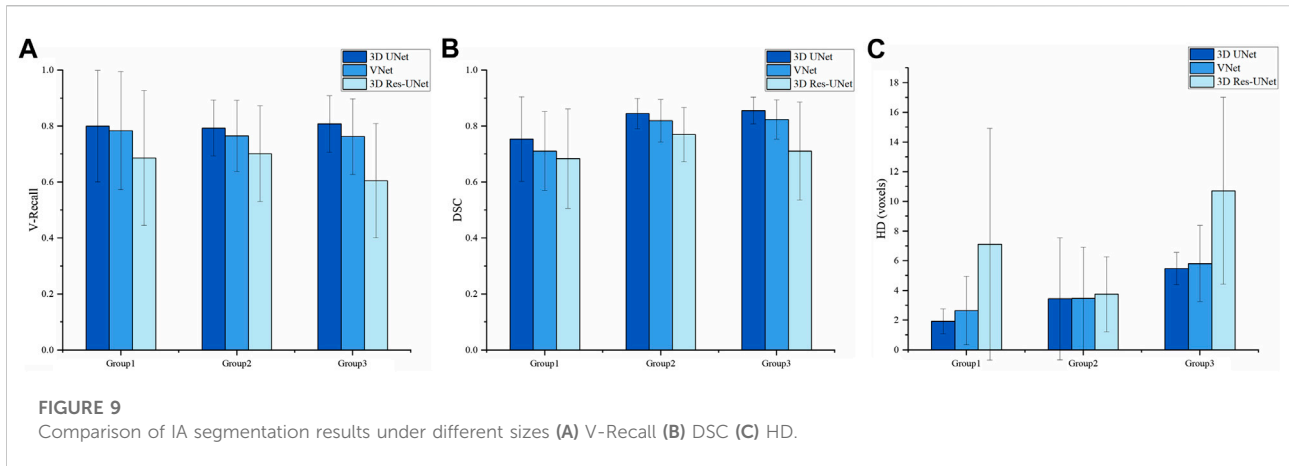 A
3D UNet
VNet
3D Res-UNet
1.0
0.8
0.6
0.4
0.2
0.0
V-Recall
Group1
Group2
Group3
B
3D UNet
VNet
3D Res-UNet
1.0
0.8
0.6
0.4
0.2
0.0
DSC
Group1
Group2
Group3
C
3D UNet
VNet
3D Res-UNet
18
16
14
12
10
8
6
4
2
0
HD (voxels)
Group1
Group2
Group3
FIGURE 9
Comparison of IA segmentation results under different sizes (A) V-Recall (B) DSC (C) HD.